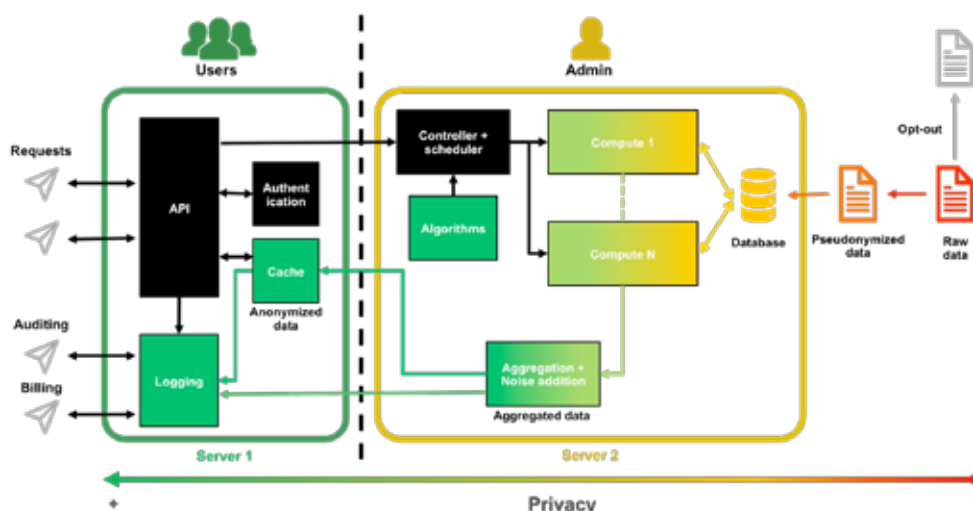 Users
Admin
Opt-out
Requests
API
Authent
ication
Controller +
scheduler
Compute 1
Algorithms
Compute N
Database
Pseudonymized
data
Raw
data
Cache
Anonymized
data
Auditing
Logging
Billing
Aggregation +
Noise addition
Aggregated data
Server 1
Server 2
+
Privacy